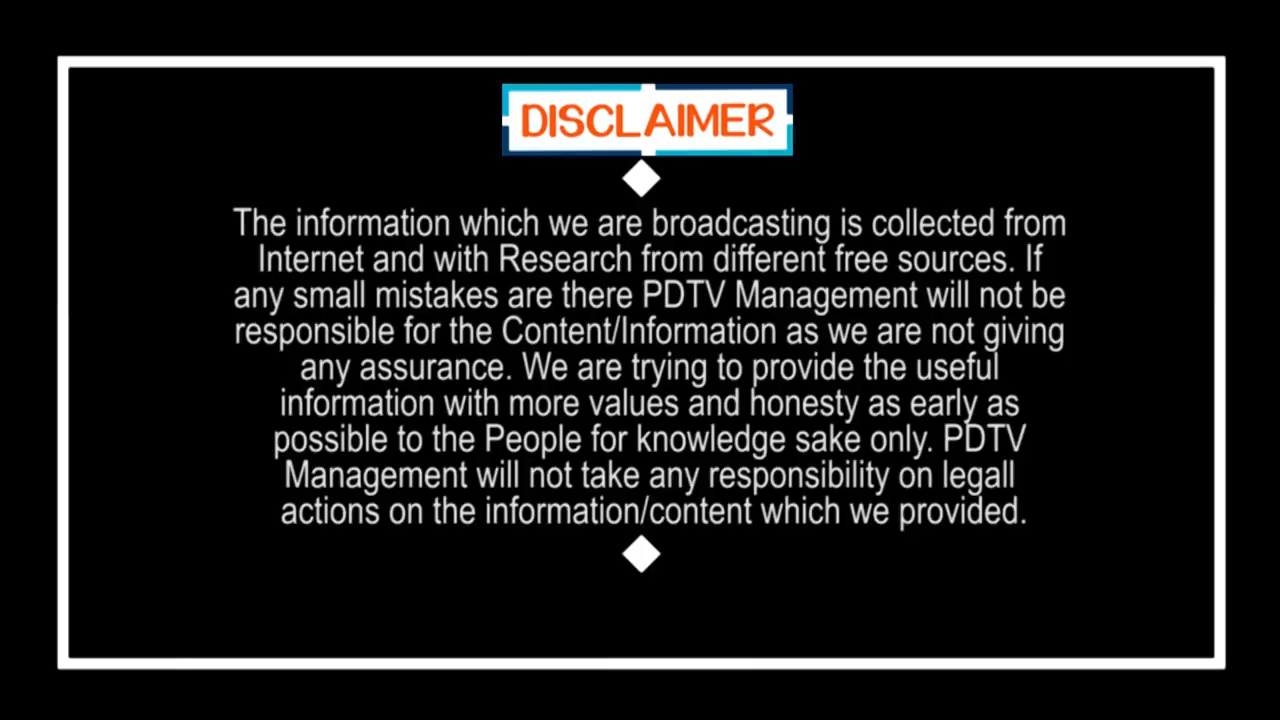 DISCLAIMER
The information which we are broadcasting is collected from
Internet and with Research from different free sources. If
any small mistakes are there PDTV Management will not be
responsible for the Content/Information as we are not giving
any assurance. We are trying to provide the useful
information with more values and honesty as early as
possible to the People for knowledge sake only. PDTV
Management will not take any responsibility on legall
actions on the information/content which we provided.